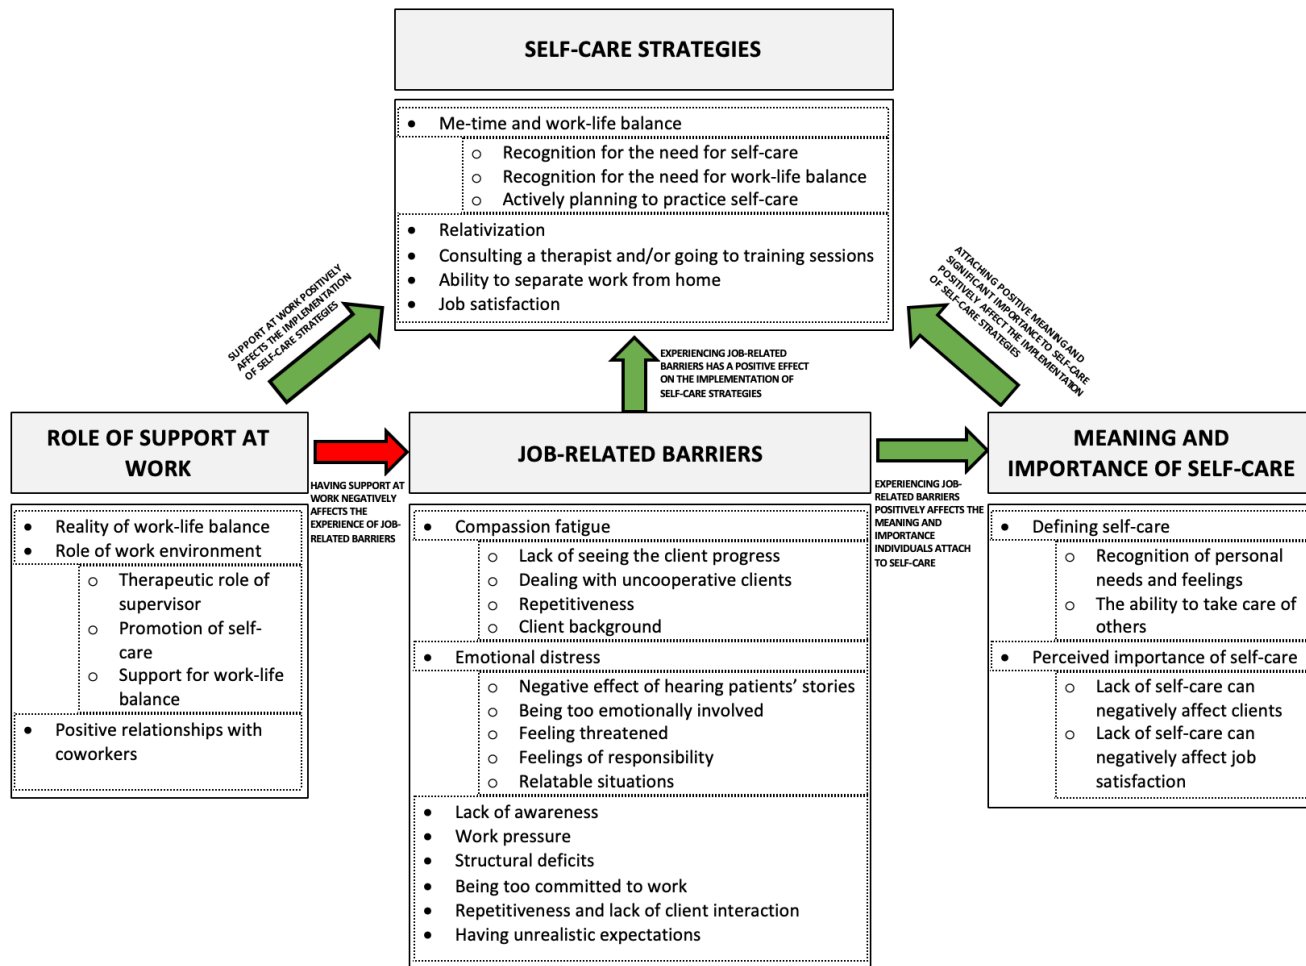 SELF-CARE STRATEGIES
• Me-time and work-life balance
o Recognition for the need for self-care
o Recognition for the need for work-life balance
o Actively planning to practice self-care
• Relativization
• Consulting a therapist and/or going to training sessions
• Ability to separate work from home
• Job satisfaction
SUPPORT AT WORK POSITIVELY
AFFECTS THE IMPLEMENTATION
OF SELF-CARE STRATEGIES
EXPERIENCING JOB-RELATED
BARRIERS HAS A POSITIVE EFFECT
ON THE IMPLEMENTATION OF
SELF-CARE STRATEGIES
ATTACHING POSITIVE MEANING AND
SIGNIFICANT IMPORTANCE TO SELF-CARE
POSITIVELY AFFECT THE IMPLEMENTATION
OF SELF-CARE STRATEGIES
ROLE OF SUPPORT AT
WORK
• Reality of work-life balance
• Role of work environment
o Therapeutic role of
supervisor
o Promotion of self-
care
o Support for work-life
balance
• Positive relationships with
coworkers
HAVING SUPPORT AT
WORK NEGATIVELY
AFFECTS THE
EXPERIENCE OF JOB-
RELATED BARRIERS
JOB-RELATED BARRIERS
• Compassion fatigue
o Lack of seeing the client progress
o Dealing with uncooperative clients
o Repetitiveness
o Client background
• Emotional distress
o Negative effect of hearing patients’ stories
o Being too emotionally involved
o Feeling threatened
o Feelings of responsibility
o Relatable situations
• Lack of awareness
• Work pressure
• Structural deficits
• Being too committed to work
• Repetitiveness and lack of client interaction
• Having unrealistic expectations
EXPERIENCING JOB-
RELATED BARRIERS
POSITIVELY AFFECTS THE
MEANING AND
IMPORTANCE
INDIVIDUALS ATTACH
TO SELF-CARE
MEANING AND
IMPORTANCE OF SELF-CARE
• Defining self-care
o Recognition of personal
needs and feelings
o The ability to take care of
others
• Perceived importance of self-care
o Lack of self-care can
negatively affect clients
o Lack of self-care can
negatively affect job
satisfaction